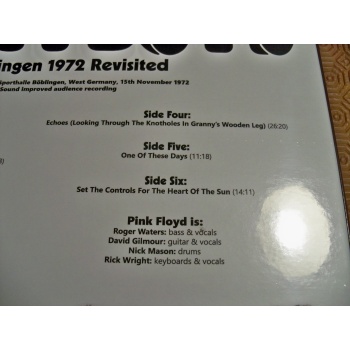 ingen 1972 Revisited
Sporthalle Böblingen, West Germany, 15th November 1972
Sound improved audience recording
Side Four:
Echoes (Looking Through The Knotholes In Granny's Wooden Leg) (26:20)
Side Five:
One Of These Days (11:18)
Side Six:
Set The Controls For The Heart Of The Sun (14:11)
Pink Floyd is:
Roger Waters: bass & vocals
David Gilmour: guitar & vocals
Nick Mason: drums
Rick Wright: keyboards & vocals